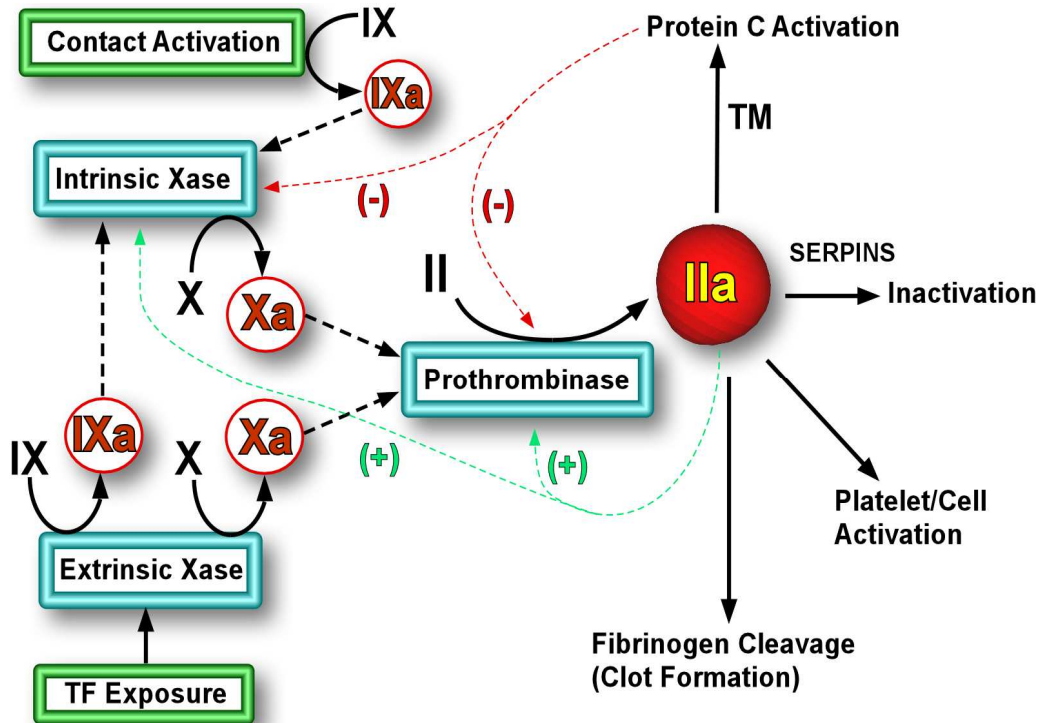 Contact Activation
IX
IXa
Protein C Activation
TM
Intrinsic Xase
(-)
(-)
X
Xa
II
IIa
SERPINS
Inactivation
Prothrombinase
IX
IXa
X
Xa
(+)
(+)
Platelet/Cell
Activation
Extrinsic Xase
Fibrinogen Cleavage
(Clot Formation)
TF Exposure